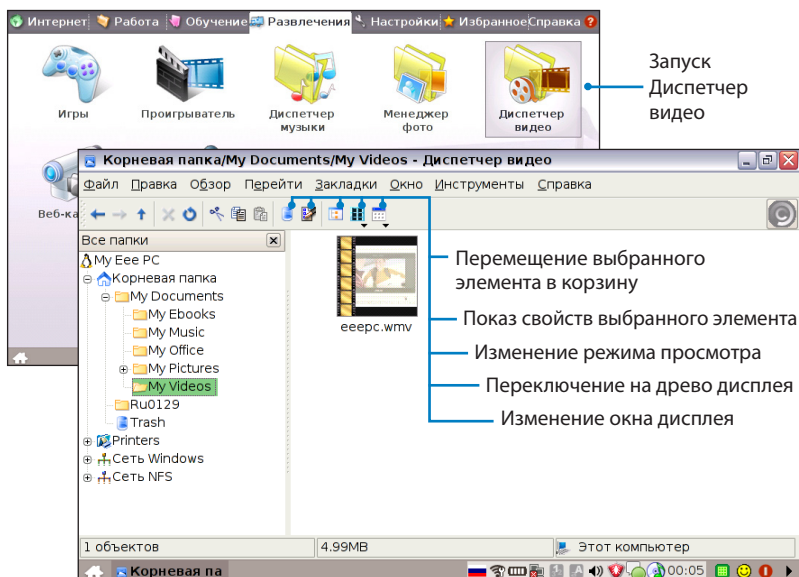 Интернет Работа Обучение Развлечения Настройки Избранное Справка
Игры
Проигрыватель
Диспетчер
музыки
Менеджер
фото
Диспетчер
видео
Запуск
Диспетчер
видео
Веб-ка
Корневая папка/My Documents/My Videos - Диспетчер видео
Файл Правка Обзор Перейти Закладки Окно Инструменты Справка
Все папки
My Eee PC
Корневая папка
My Documents
My Ebooks
My Music
My Office
My Pictures
My Videos
Ru0129
Trash
Printers
Сеть Windows
Сеть NFS
eeepc.wmv
Перемещение выбранного
элемента в корзину
Показ свойств выбранного элемента
Изменение режима просмотра
Переключение на древо дисплея
Изменение окна дисплея
1 объектов 4.99MB Этот компьютер
Корневая па 1 A 00:05